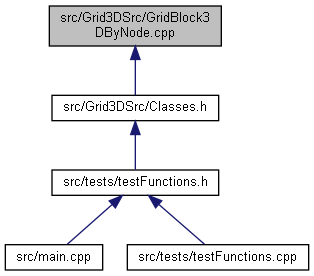 src/Grid3DSrc/GridBlock3
DByNode.cpp
src/Grid3DSrc/Classes.h
src/tests/testFunctions.h
src/main.cpp
src/tests/testFunctions.cpp